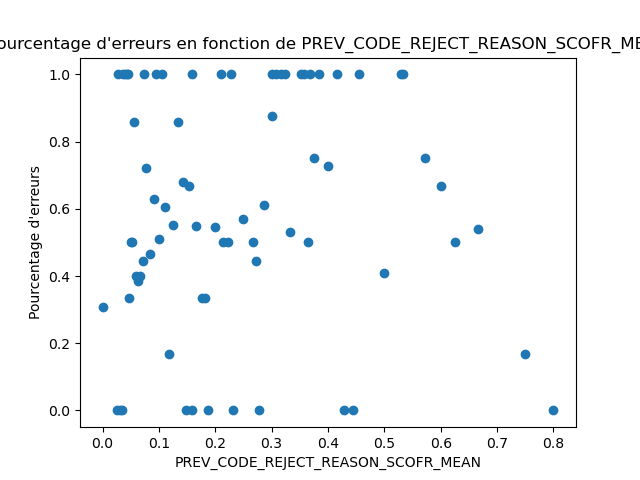 ourcentage d'erreurs en fonction de PREV_CODE_REJECT_REASON_SCOFR_ME
Pourcentage d'erreurs
1.0
0.8
0.6
0.4
0.2
0.0
0.0 0.1 0.2 0.3 0.4 0.5 0.6 0.7 0.8
PREV_CODE_REJECT_REASON_SCOFR_MEAN